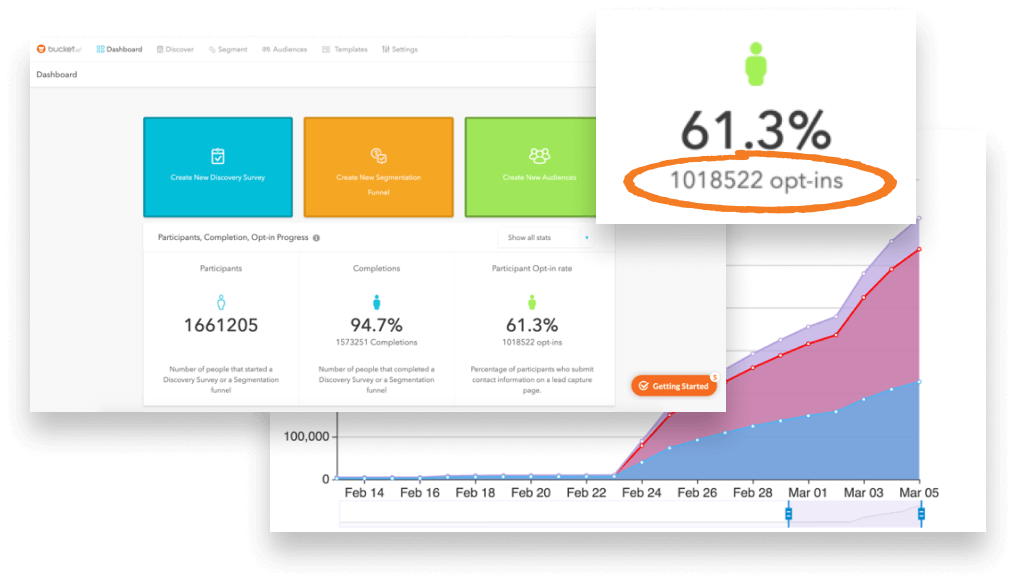 bucket.io Dashboard Discover Segment Audiences Templates Settings
Dashboard
Create New Discovery Survey
Create New Segmentation
Funnel
Create New Audiences
Participants, Completion, Opt-in Progress
Show all stats
Participants
1661205
Number of people that started a
Discovery Survey or a Segmentation
funnel
Completions
94.7%
1573251 Completions
Number of people that completed a
Discovery Survey or a Segmentation
funnel
Participant Opt-in rate
61.3%
1018522 opt-ins
Percentage of participants who submit
contact information on a lead capture
page.
Getting Started
5
61.3%
1018522 opt-ins
100,000
0
Feb 14 Feb 16 Feb 18 Feb 20 Feb 22 Feb 24 Feb 26 Feb 28 Mar 01 Mar 03 Mar 05